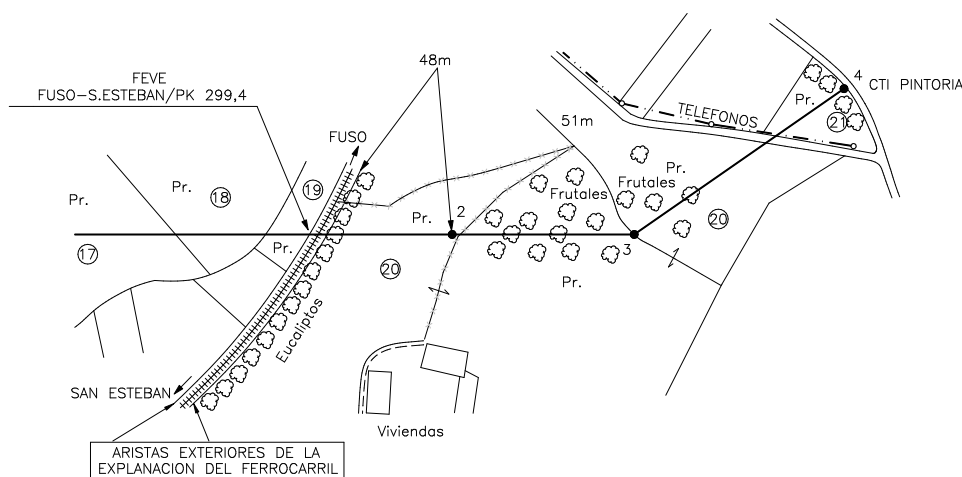 FEVE
FUSO-S.ESTEBAN/PK 299,4
48m
4
CTI PINTORIA
Pr.
21
TELEFONOS
51m
FUSO
Pr.
18
19
Pr.
Frutales
Frutales
Pr.
Pr.
2
20
17
Pr.
20
3
Pr.
Eucaliptos
SAN ESTEBAN
Viviendas
ARISTAS EXTERIORES DE LA
EXPLANACION DEL FERROCARRIL